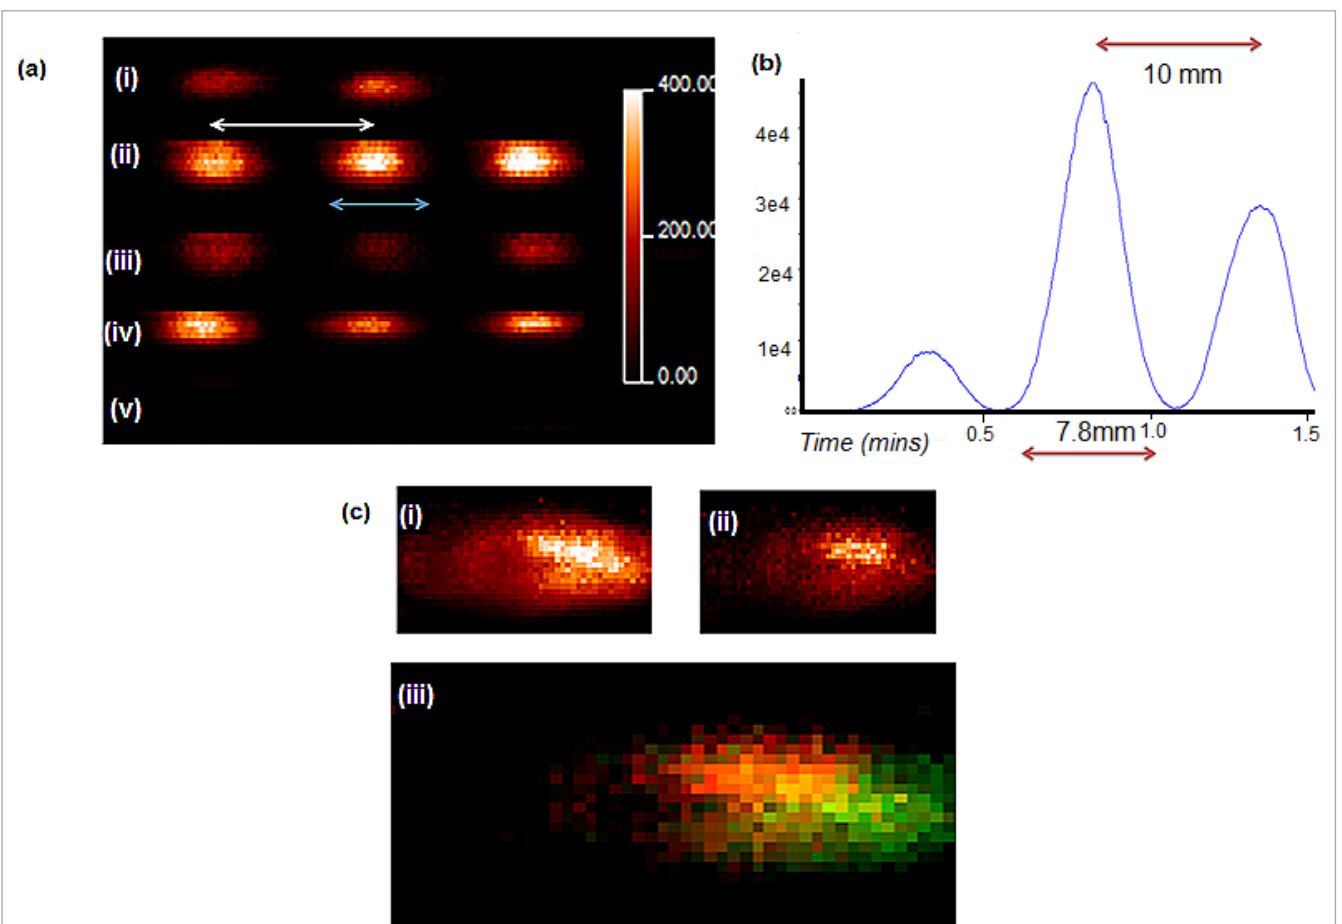 (a)
(i)
(ii)
(iii)
(iv)
(v)
400.00
200.00
0.00
(b)
10 mm
4e4
3e4
2e4
1e4
Time (mins)
0.5
7.8mm
1.0
1.5
(c)
(i)
(ii)
(iii)